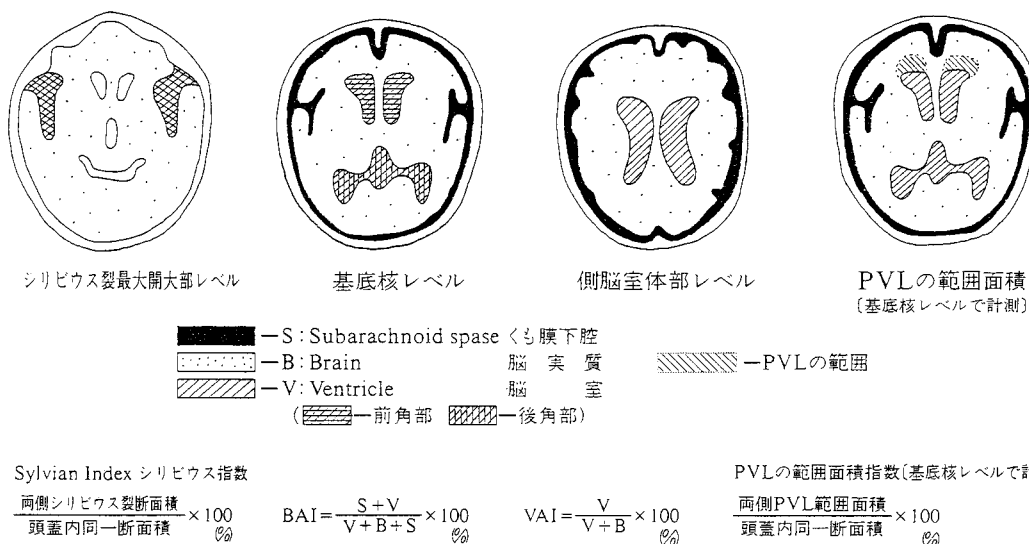 シリビウス裂最大開大部レベル
基底核レベル
側脳室体部レベル
PVLの範囲面積
〔基底核レベルで計測〕
—S:Subarachnoid spase くも膜下腔
—B:Brain 脳実質
—PVLの範囲
—V:Ventricle 脳室
(—前角部 —後角部)
Sylvian Index シリビウス指数
両側シリビウス裂断面積
頭蓋内同一断面積
×100
(%)
BAI=
S+V
V+B+S
×100
(%)
VAI=
V
V+B
×100
(%)
PVLの範囲面積指数〔基底核レベルで計
両側PVL範囲面積
頭蓋内同一断面積
×100
(%)